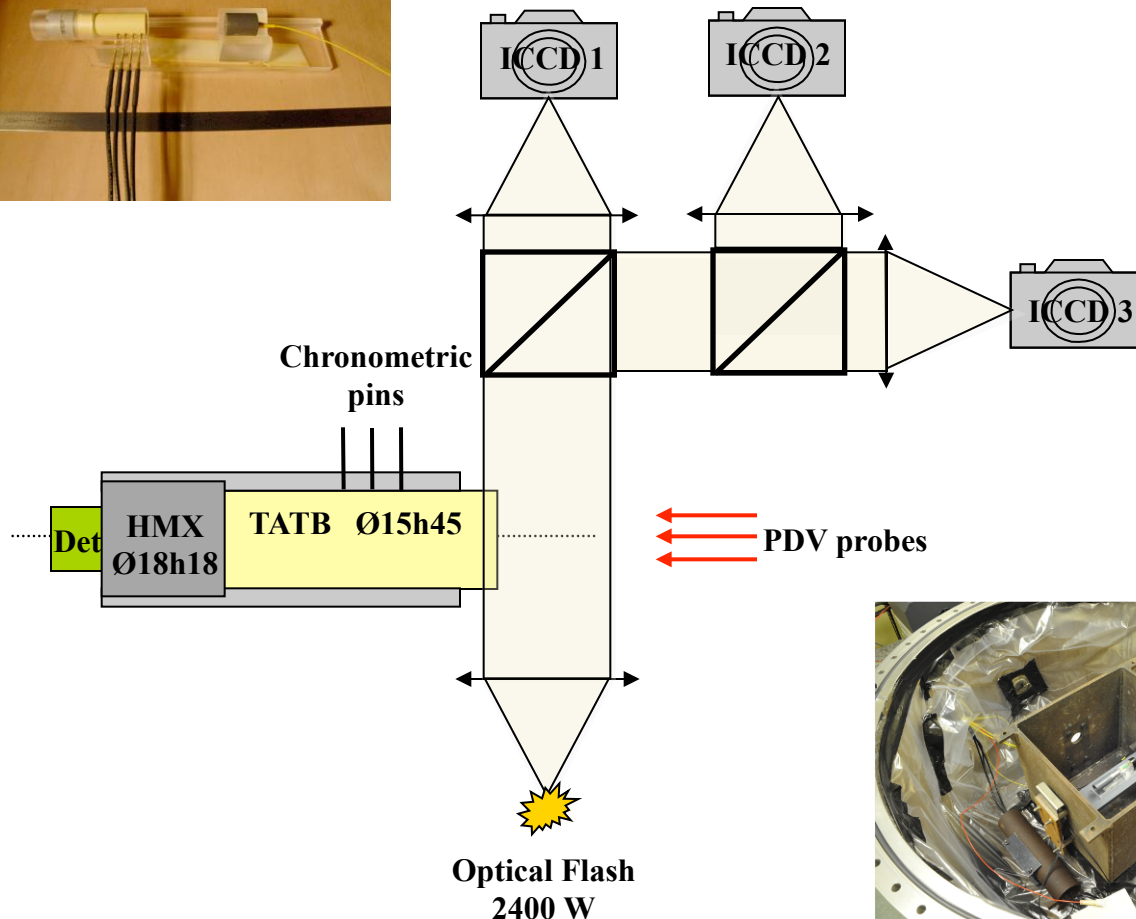 ICCD 1
ICCD 2
ICCD 3
Chronometric
pins
Det
HMX
Ø18h18
TATB Ø15h45
PDV probes
Optical Flash
2400 W